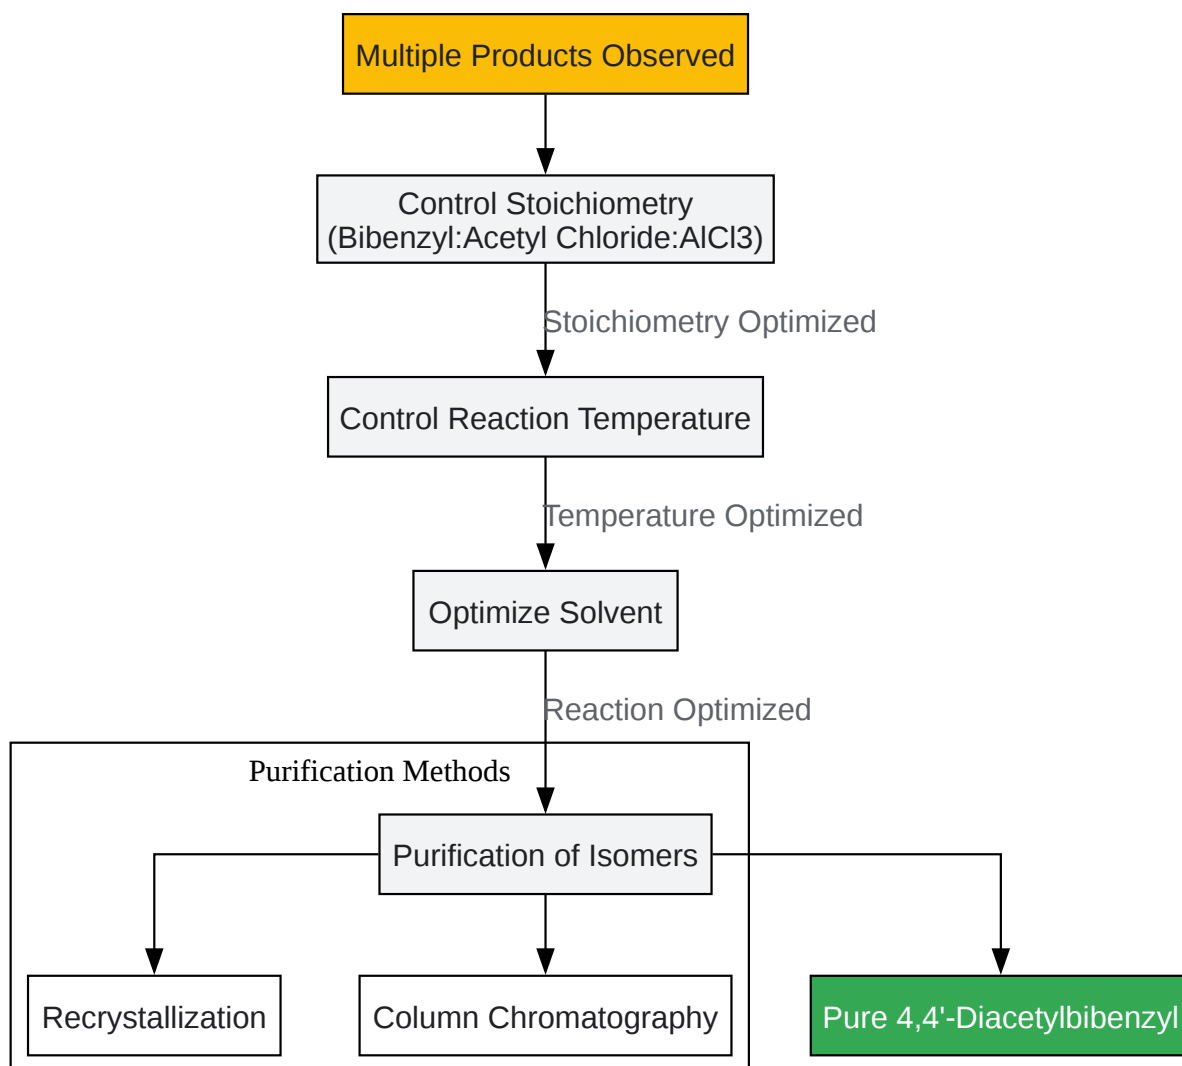 Multiple Products Observed
Control Stoichiometry
(Bibenzyl:Acetyl Chloride:AlCl3)
Stoichiometry Optimized
Control Reaction Temperature
Temperature Optimized
Optimize Solvent
Reaction Optimized
Purification Methods
Purification of Isomers
Recrystallization
Column Chromatography
Pure 4,4'-Diacetylbibenzyl